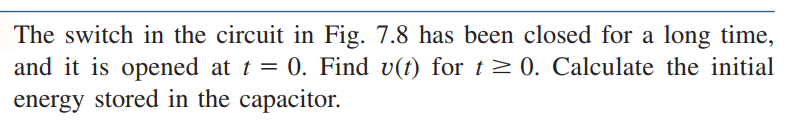 The switch in the circuit in Fig. 7.8 has been closed for a long time,
and it is opened at t = 0. Find v(t) for t ≥ 0. Calculate the initial
energy stored in the capacitor.